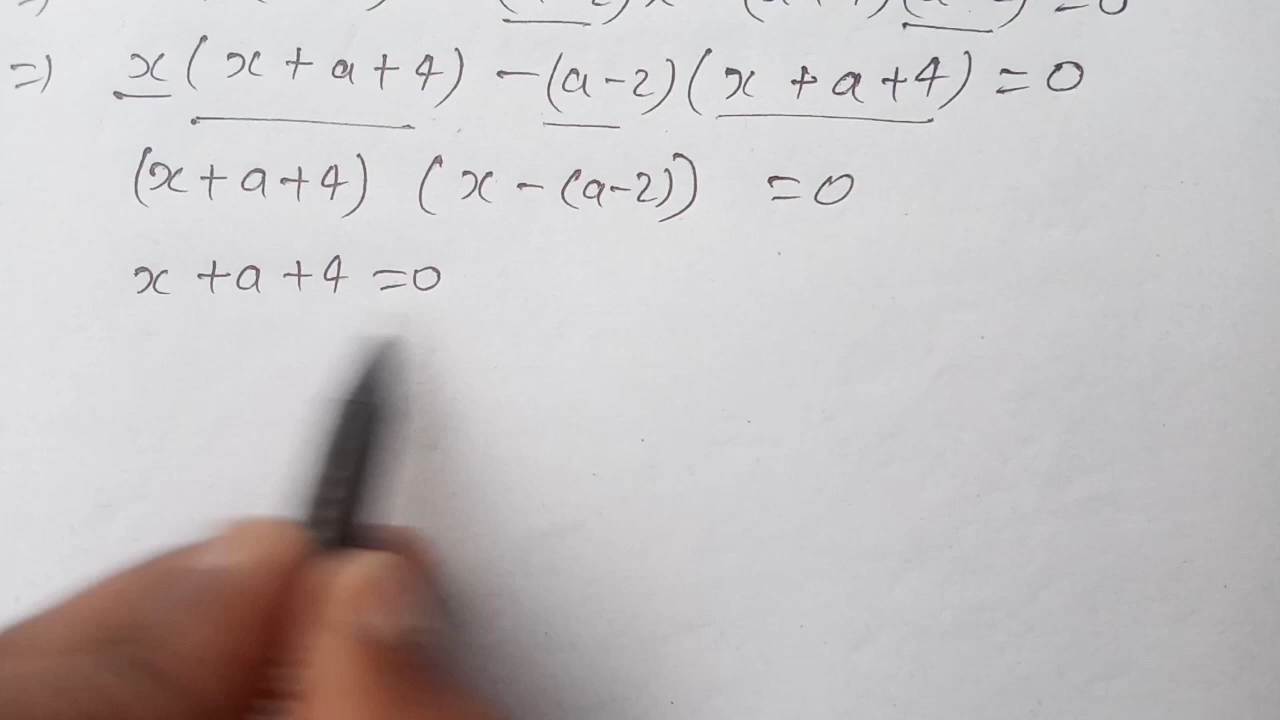 =) x(x+a+4) -(a-2)(x+a+4)=0
(x+a+4) (x-(a-2)) =0
x+a+4=0